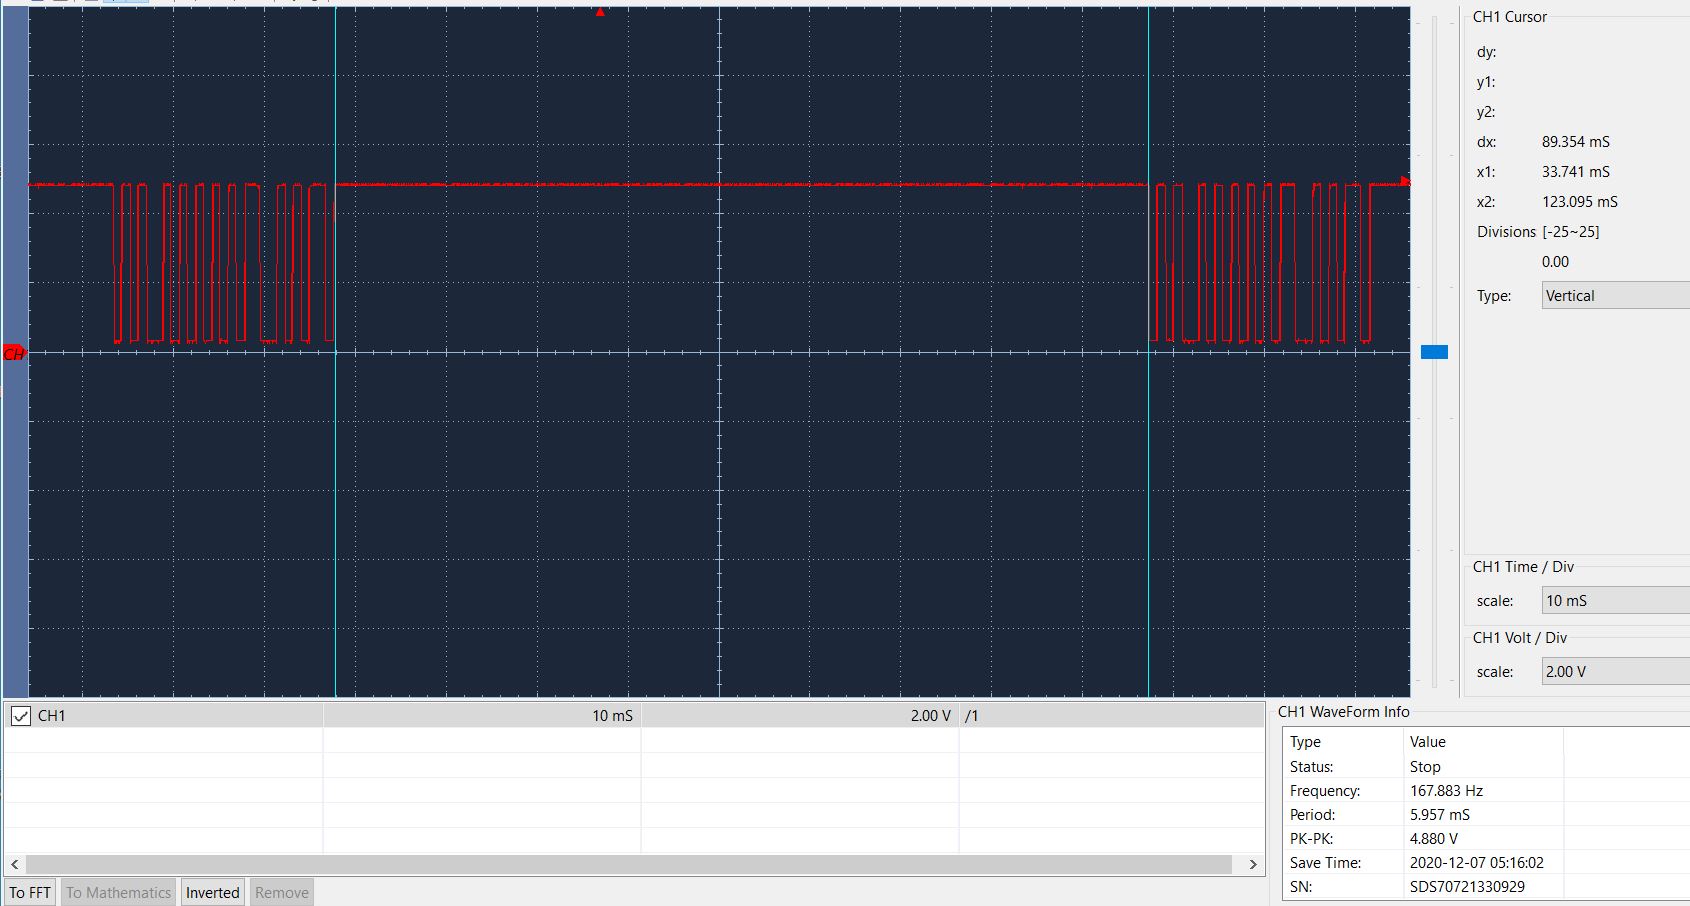 CH1 Cursor
dy:
y1:
y2:
dx: 89.354 mS
x1: 33.741 mS
x2: 123.095 mS
Divisions [-25~25]
0.00
Type: Vertical
CH
CH1 Time / Div
scale: 10 mS
CH1 Volt / Div
scale: 2.00 V
CH1 10 mS 2.00 V /1
CH1 WaveForm Info
Type Value
Status: Stop
Frequency: 167.883 Hz
Period: 5.957 mS
PK-PK: 4.880 V
Save Time: 2020-12-07 05:16:02
SN: SDS70721330929
To FFT To Mathematics Inverted Remove